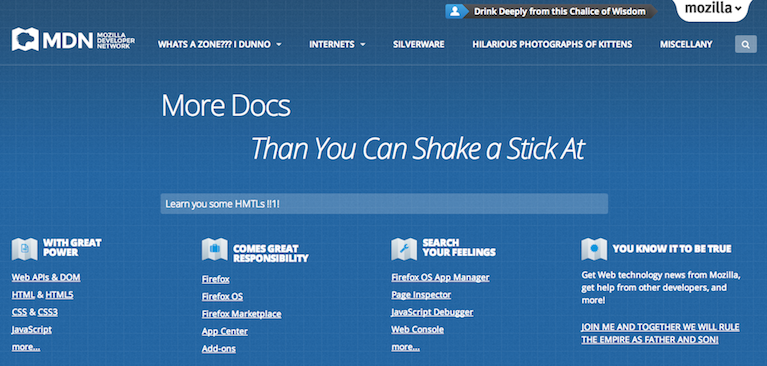 Drink Deeply from this Chalice of Wisdom
mozilla
MDN MOZILLA DEVELOPER NETWORK
WHATS A ZONE??? I DUNNO INTERNETS SILVERWARE HILARIOUS PHOTOGRAPHS OF KITTENS MISCELLANY
More Docs
Than You Can Shake a Stick At
Learn you some HMTLs !!1!
WITH GREAT
POWER
Web APIs & DOM
HTML & HTML5
CSS & CSS3
JavaScript
more...
COMES GREAT
RESPONSIBILITY
Firefox
Firefox OS
Firefox Marketplace
App Center
Add-ons
SEARCH
YOUR FEELINGS
Firefox OS App Manager
Page Inspector
JavaScript Debugger
Web Console
more...
YOU KNOW IT TO BE TRUE
Get Web technology news from Mozilla,
get help from other developers, and
more!
JOIN ME AND TOGETHER WE WILL RULE
THE EMPIRE AS FATHER AND SON!